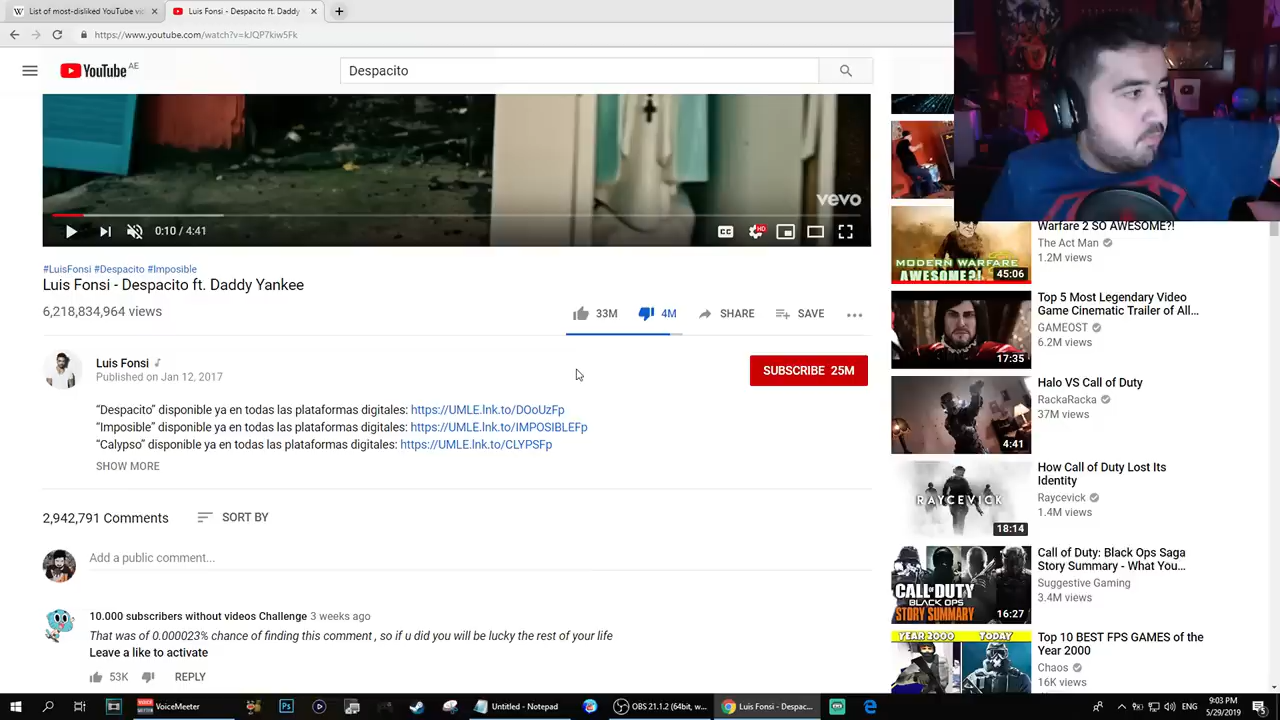 List of most-disliked YouTube vi
Luis Fonsi - Despacito ft. Daddy
https://www.youtube.com/watch?v=kJQP7kiw5Fk
YouTube AE
Despacito
vevo
0:10 / 4:41
CC
HD
#LuisFonsi #Despacito #Imposible
Luis Fonsi - Despacito ft. Daddy Yankee
6,218,834,964 views
33M
4M
SHARE
SAVE
Luis Fonsi
Published on Jan 12, 2017
SUBSCRIBE 25M
“Despacito” disponible ya en todas las plataformas digitales: https://UMLE.lnk.to/DOoUzFp
“Imposible” disponible ya en todas las plataformas digitales: https://UMLE.lnk.to/IMPOSIBLEFp
“Calypso” disponible ya en todas las plataformas digitales: https://UMLE.lnk.to/CLYPSFp
SHOW MORE
2,942,791 Comments
SORT BY
Add a public comment...
10.000 subscribers without videos Challenge 3 weeks ago
That was of 0.000023% chance of finding this comment , so if u did you will be lucky the rest of your life
Leave a like to activate
53K
REPLY
Warfare 2 SO AWESOME?!
The Act Man
1.2M views
MODERN WARFARE
AWESOME?!
45:06
Top 5 Most Legendary Video
Game Cinematic Trailer of All...
GAMEOST
6.2M views
17:35
Halo VS Call of Duty
RackaRacka
37M views
4:41
How Call of Duty Lost Its
Identity
Raycevick
1.4M views
RAYCEVICK
18:14
Call of Duty: Black Ops Saga
Story Summary - What You...
Suggestive Gaming
3.4M views
CALL OF DUTY
BLACK OPS
STORY SUMMARY
16:27
YEAR 2000
TODAY
Top 10 BEST FPS GAMES of the
Year 2000
Chaos
16K views
VoiceMeeter
Untitled - Notepad
OBS 21.1.2 (64bit, w...
Luis Fonsi - Despac...
9:03 PM
5/29/2019